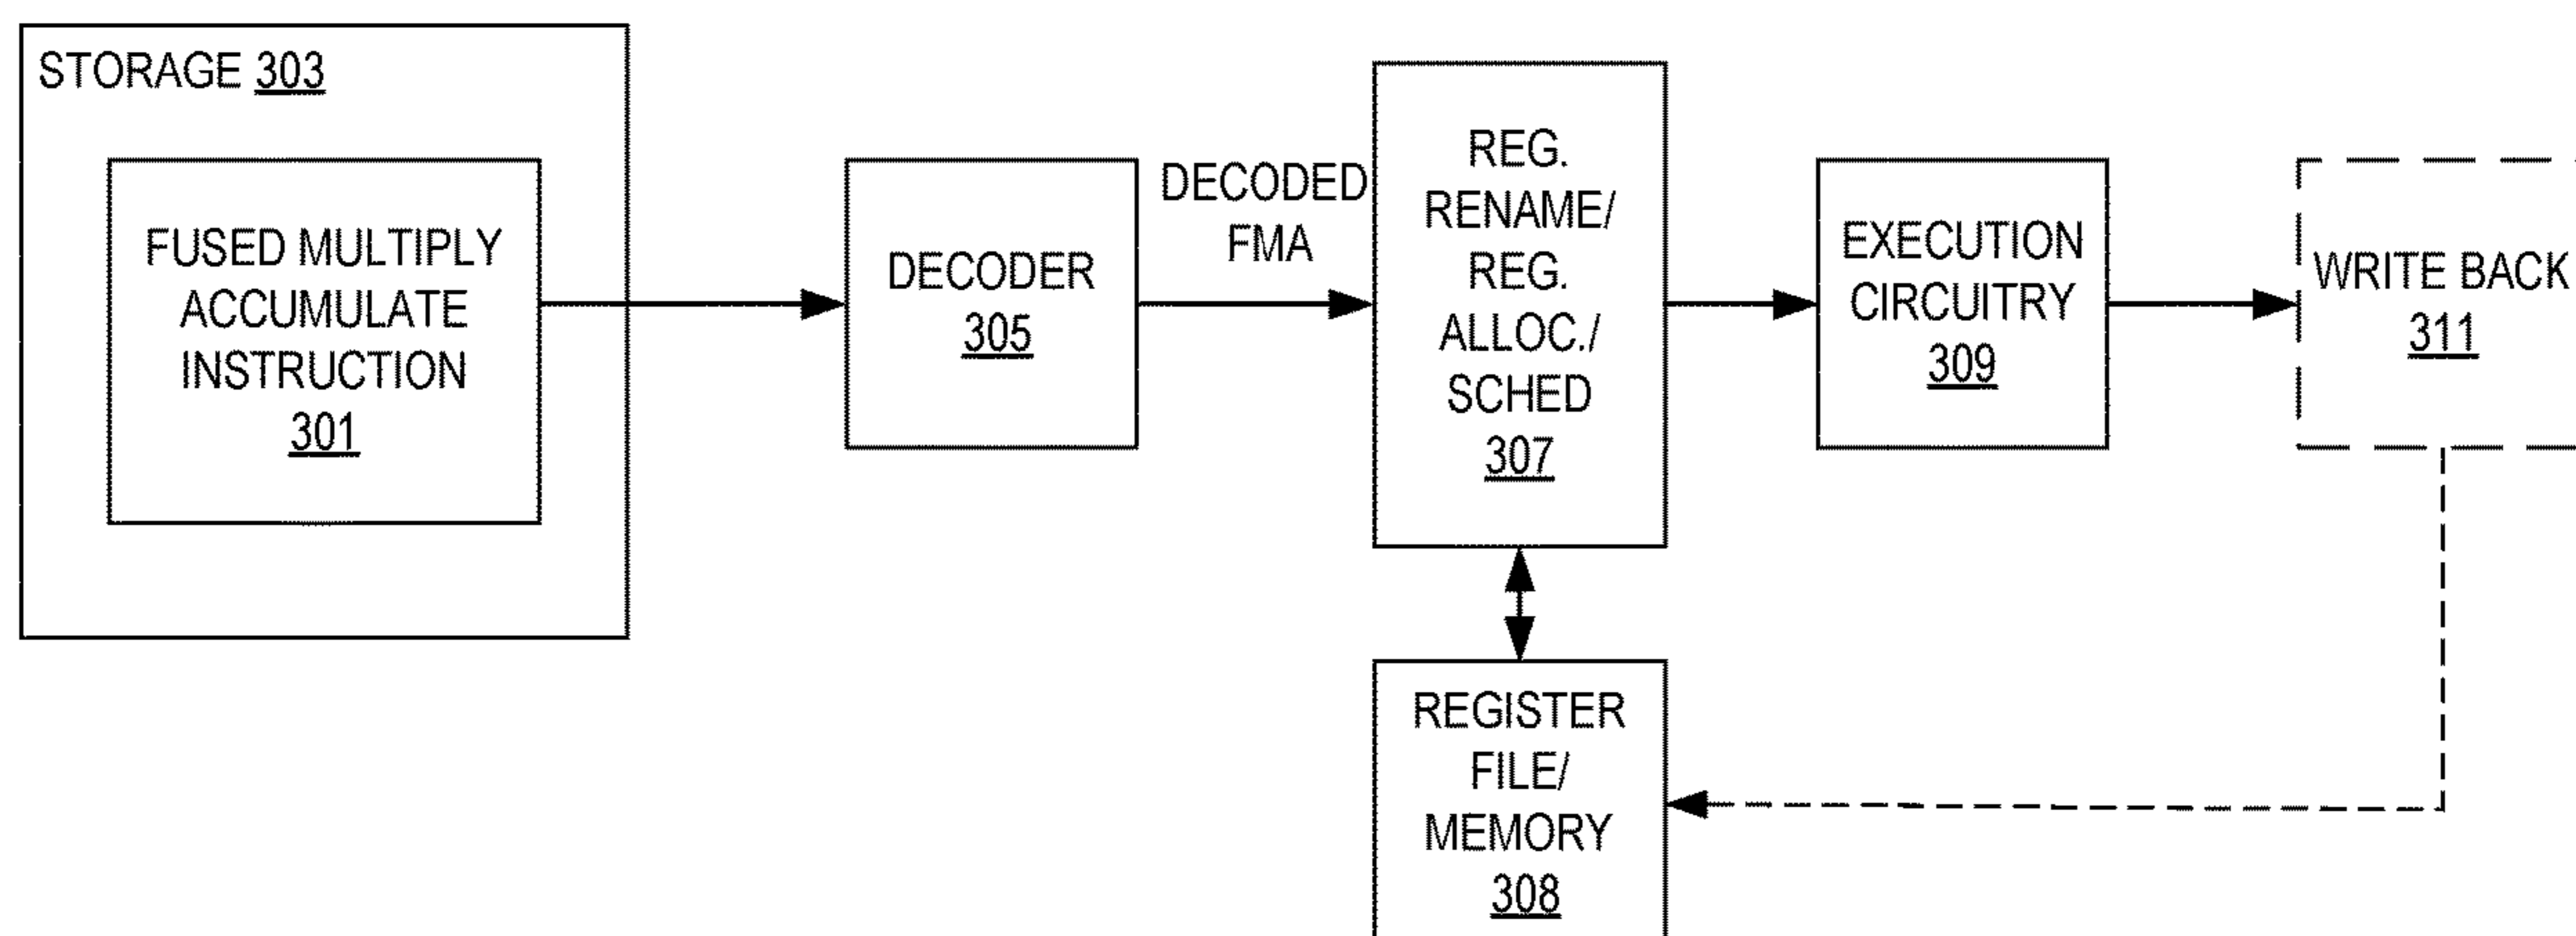 STORAGE 303
FUSED MULTIPLY
ACCUMULATE
INSTRUCTION
301
DECODER
305
DECODED
FMA
REG.
RENAME/
REG.
ALLOC./
SCHED
307
EXECUTION
CIRCUITRY
309
WRITE BACK
311
REGISTER
FILE/
MEMORY
308